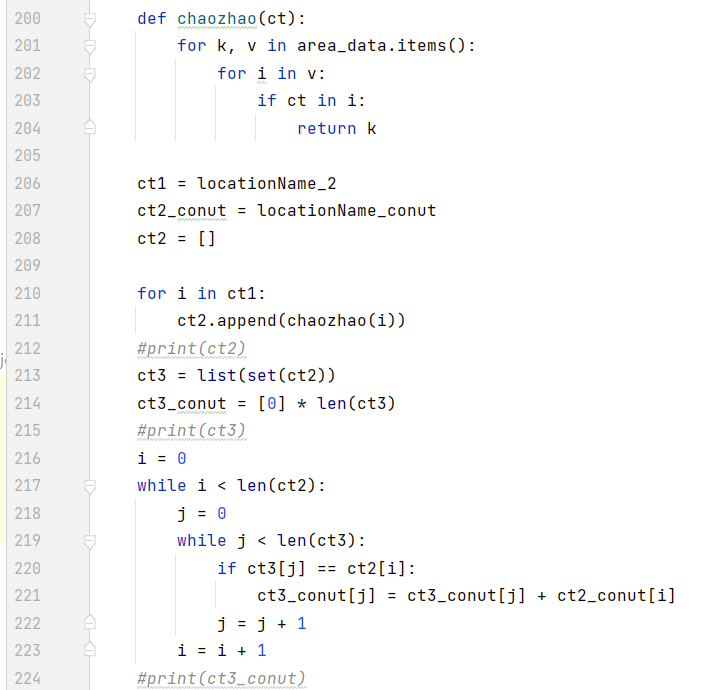 200 def chaozhao(ct):
201 for k, v in area_data.items():
202 for i in v:
203 if ct in i:
204 return k
205
206 ct1 = locationName_2
207 ct2_conut = locationName_conut
208 ct2 = []
209
210 for i in ct1:
211 ct2.append(chaozhao(i))
212 #print(ct2)
213 ct3 = list(set(ct2))
214 ct3_conut = [0] * len(ct3)
215 #print(ct3)
216 i = 0
217 while i < len(ct2):
218 j = 0
219 while j < len(ct3):
220 if ct3[j] == ct2[i]:
221 ct3_conut[j] = ct3_conut[j] + ct2_conut[i]
222 j = j + 1
223 i = i + 1
224 #print(ct3_conut)